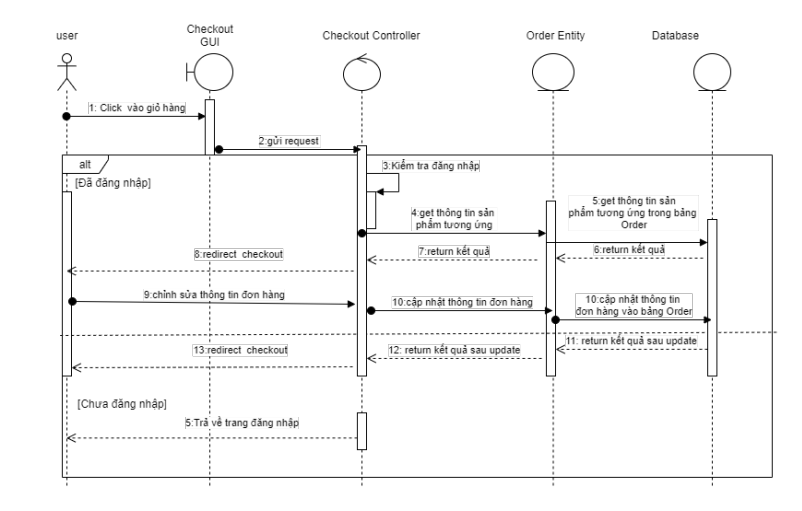 user
Checkout
GUI
Checkout Controller
Order Entity
Database
1: Click vào giỏ hàng
2:gửi request
alt
3:Kiểm tra đăng nhập
[Đã đăng nhập]
4:get thông tin sản
phẩm tương ứng
5:get thông tin sản
phẩm tương ứng trong bảng
Order
8:redirect checkout
7:return kết quả
6:return kết quả
9:chỉnh sửa thông tin đơn hàng
10:cập nhật thông tin đơn hàng
10:cập nhật thông tin
đơn hàng vào bảng Order
13:redirect checkout
12: return kết quả sau update
11: return kết quả sau update
[Chưa đăng nhập]
5:Trả về trang đăng nhập